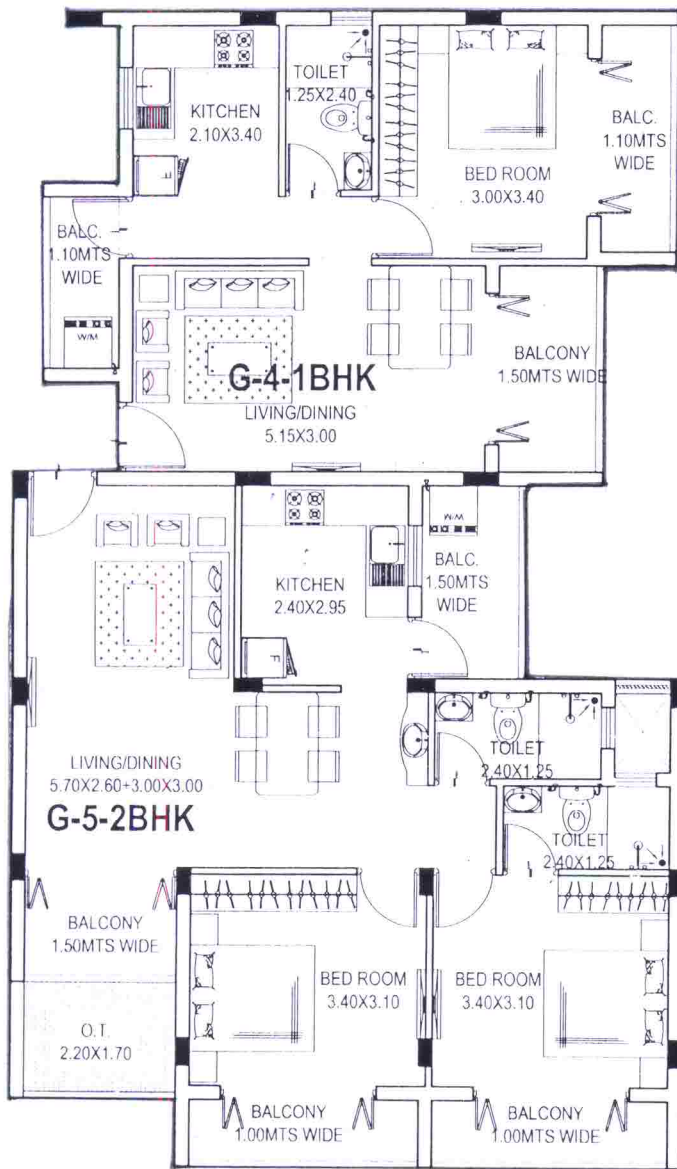 TOILET
1.25X2.40
KITCHEN
2.10X3.40
BALC.
1.10MTS
WIDE
BED ROOM
3.00X3.40
F
BALC.
1.10MTS
WIDE
W/M
BALCONY
1.50MTS WIDE
G-4-1BHK
LIVING/DINING
5.15X3.00
W/M
BALC.
1.50MTS
WIDE
KITCHEN
2.40X2.95
F
TOILET
2.40X1.25
LIVING/DINING
5.70X2.60+3.00X3.00
G-5-2BHK
TOILET
2.40X1.25
BALCONY
1.50MTS WIDE
BED ROOM
3.40X3.10
BED ROOM
3.40X3.10
O.T.
2.20X1.70
BALCONY
1.00MTS WIDE
BALCONY
1.00MTS WIDE